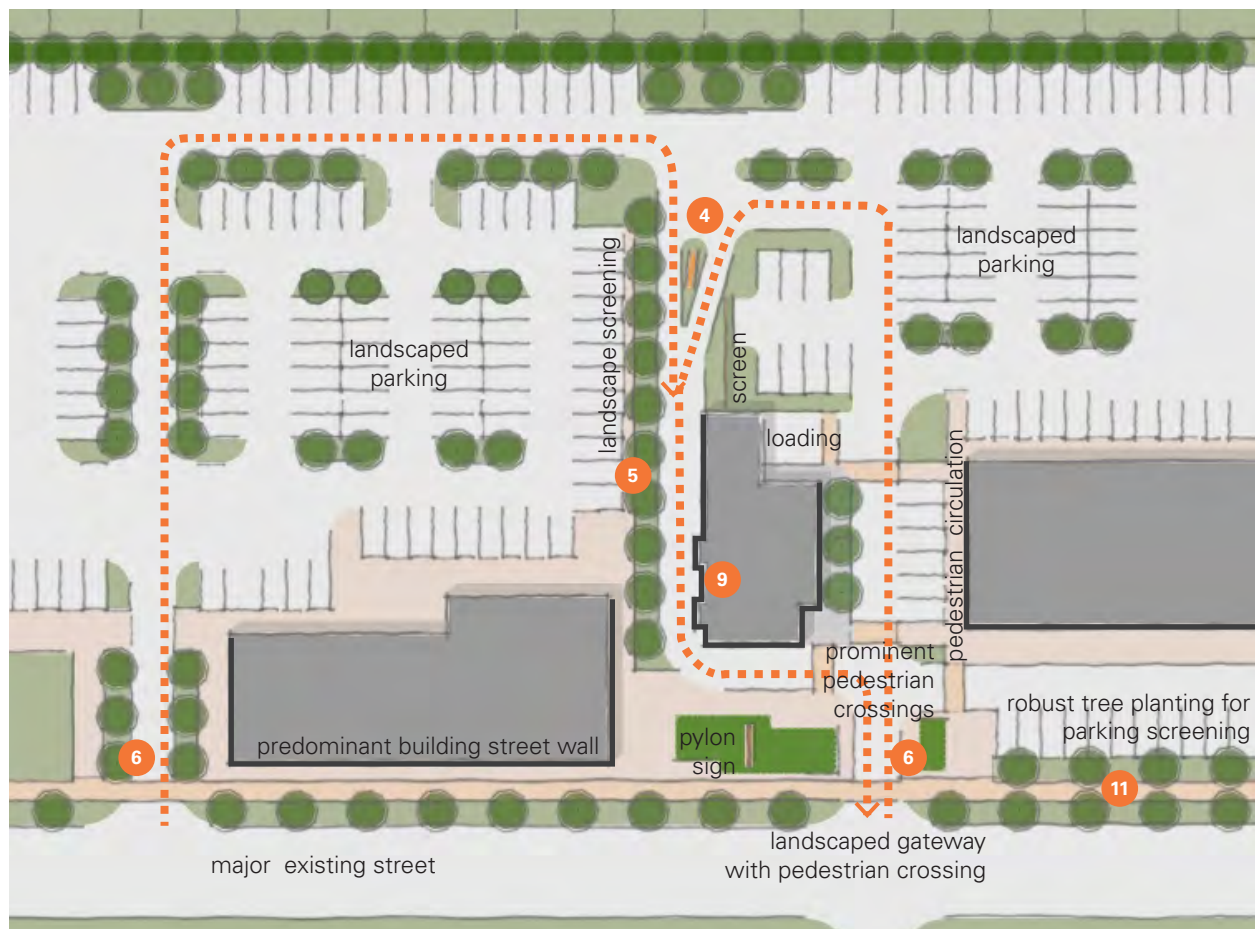 4
landscaped
parking
landscape screening
landscaped
parking
screen
loading
5
pedestrian circulation
9
prominent
pedestrian
crossings
robust tree planting for
parking screening
predominant building street wall
pylon
sign
6
6
11
landscaped gateway
with pedestrian crossing
major existing street